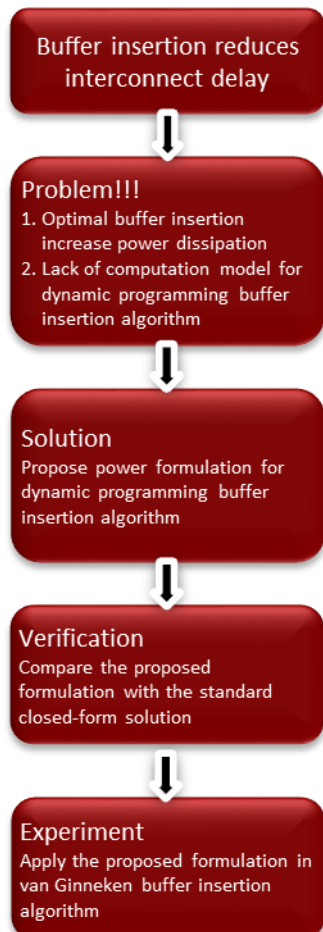 Buffer insertion reduces
interconnect delay
Problem!!!
1. Optimal buffer insertion
increase power dissipation
2. Lack of computation model for
dynamic programming buffer
insertion algorithm
Solution
Propose power formulation for
dynamic programming buffer
insertion algorithm
Verification
Compare the proposed
formulation with the standard
closed-form solution
Experiment
Apply the proposed formulation in
van Ginneken buffer insertion
algorithm